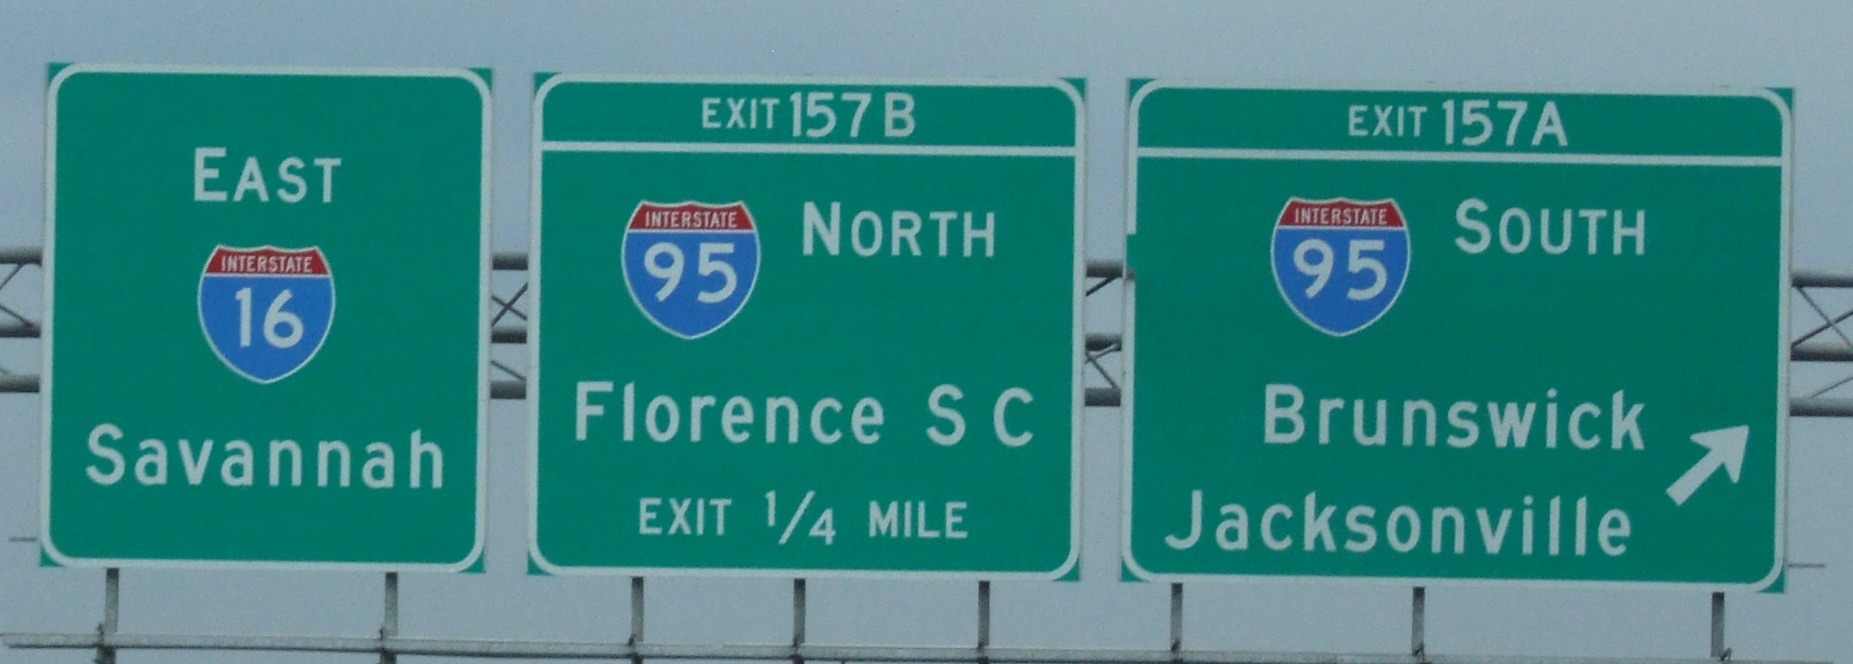 EAST
INTERSTATE
16
Savannah
EXIT 157B
INTERSTATE
95 NORTH
Florence S C
EXIT 1/4 MILE
EXIT 157A
INTERSTATE
95 SOUTH
Brunswick
Jacksonville